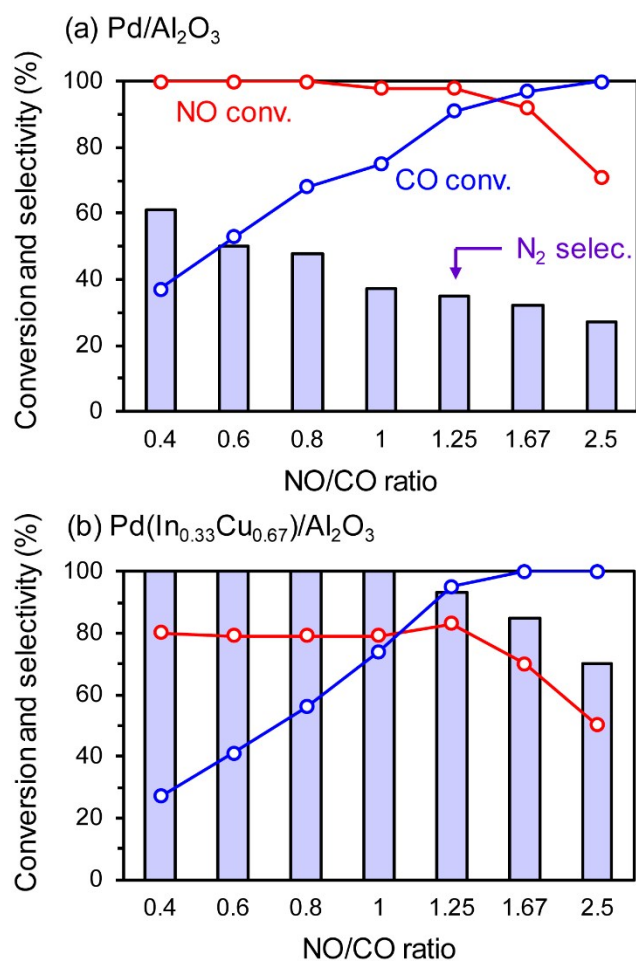 (a) Pd/Al₂O₃
Conversion and selectivity (%)
100
80
60
40
20
0
NO conv.
CO conv.
N₂ selec.
0.4 0.6 0.8 1 1.25 1.67 2.5
NO/CO ratio
(b) Pd(In₀.₃₃Cu₀.₆₇)/Al₂O₃
Conversion and selectivity (%)
100
80
60
40
20
0
0.4 0.6 0.8 1 1.25 1.67 2.5
NO/CO ratio